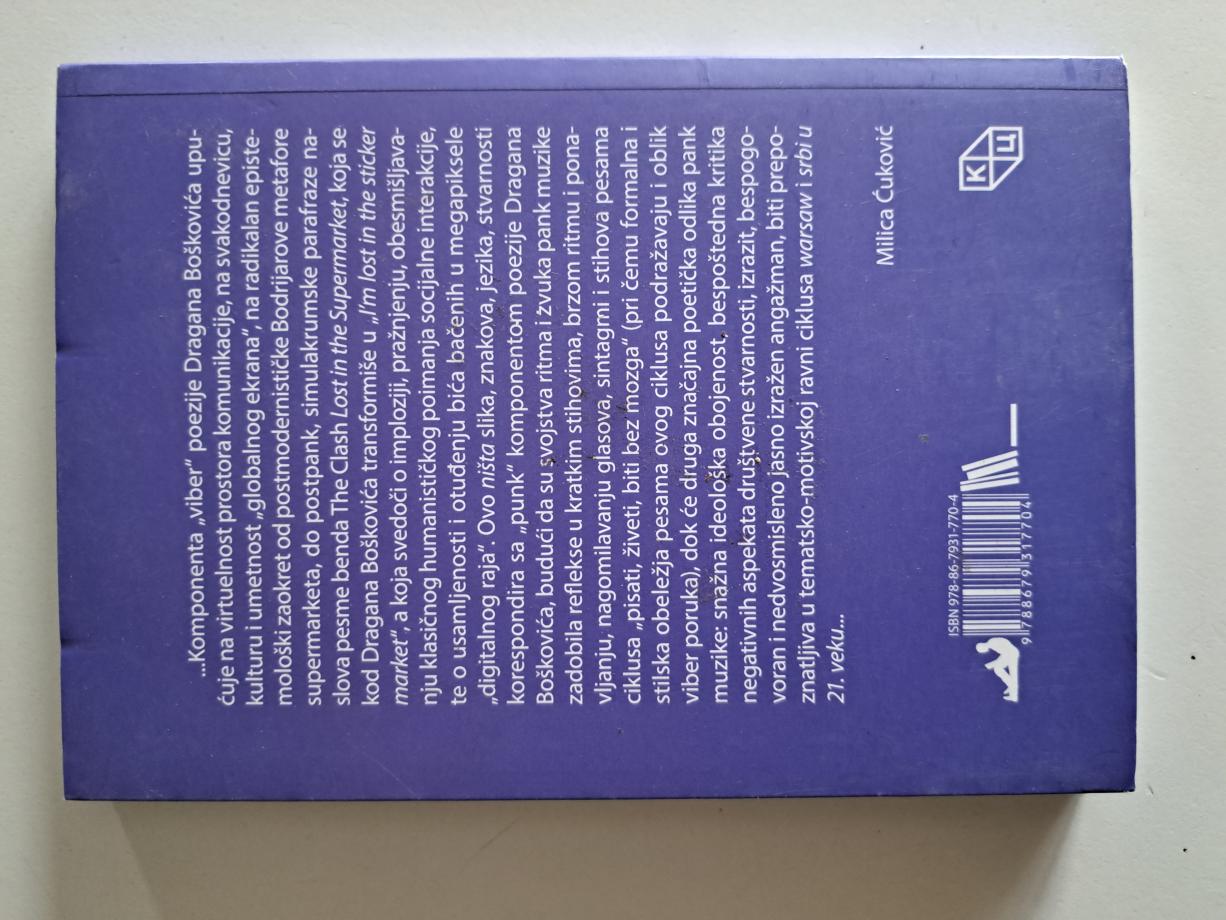 ...Komponenta „viber“ poezije Dragana Boškovića upu-
ćuje na virtuelnost prostora komunikacije, na svakodnevicu,
kulturu i umetnost „globalnog ekrana“, na radikalan episte-
mološki zaokret od postmodernističke Bodrijarove metafore
supermarketa, do postpank, simulakrumske parafraze na-
slova pesme benda The Clash Lost in the Supermarket, koja se
kod Dragana Boškovića transformiše u „I'm lost in the sticker
market“, a koja svedoči o imploziji, pražnjenju, obesmišljava-
nju klasičnog humanističkog poimanja socijalne interakcije,
te o usamljenosti i otuđenju bića bačenih u megapiksele
„digitalnog raja“. Ovo ništa slika, znakova, jezika, stvarnosti
korespondira sa „punk“ komponentom poezije Dragana
Boškovića, budući da su svojstva ritma i zvuka pank muzike
zadobila reflekse u kratkim stihovima, brzom ritmu i pona-
vljanju, nagomilavanju glasova, sintagmi i stihova pesama
ciklusa „pisati, živeti, biti bez mozga“ (pri čemu formalna i
stilska obeležja pesama ovog ciklusa podražavaju i oblik
viber poruka), dok će druga značajna poetička odlika pank
muzike: snažna ideološka obojenost, bespoštedna kritika
negativnih aspekata društvene stvarnosti, izrazit, bespogo-
voran i nedvosmisleno jasno izražen angažman, biti prepo-
znatljiva u tematsko-motivskoj ravni ciklusa warsaw i srbi u
21. veku...
Milica Ćuković
ISBN 978-86-7931-770-4
9 788679 317704
К Ц